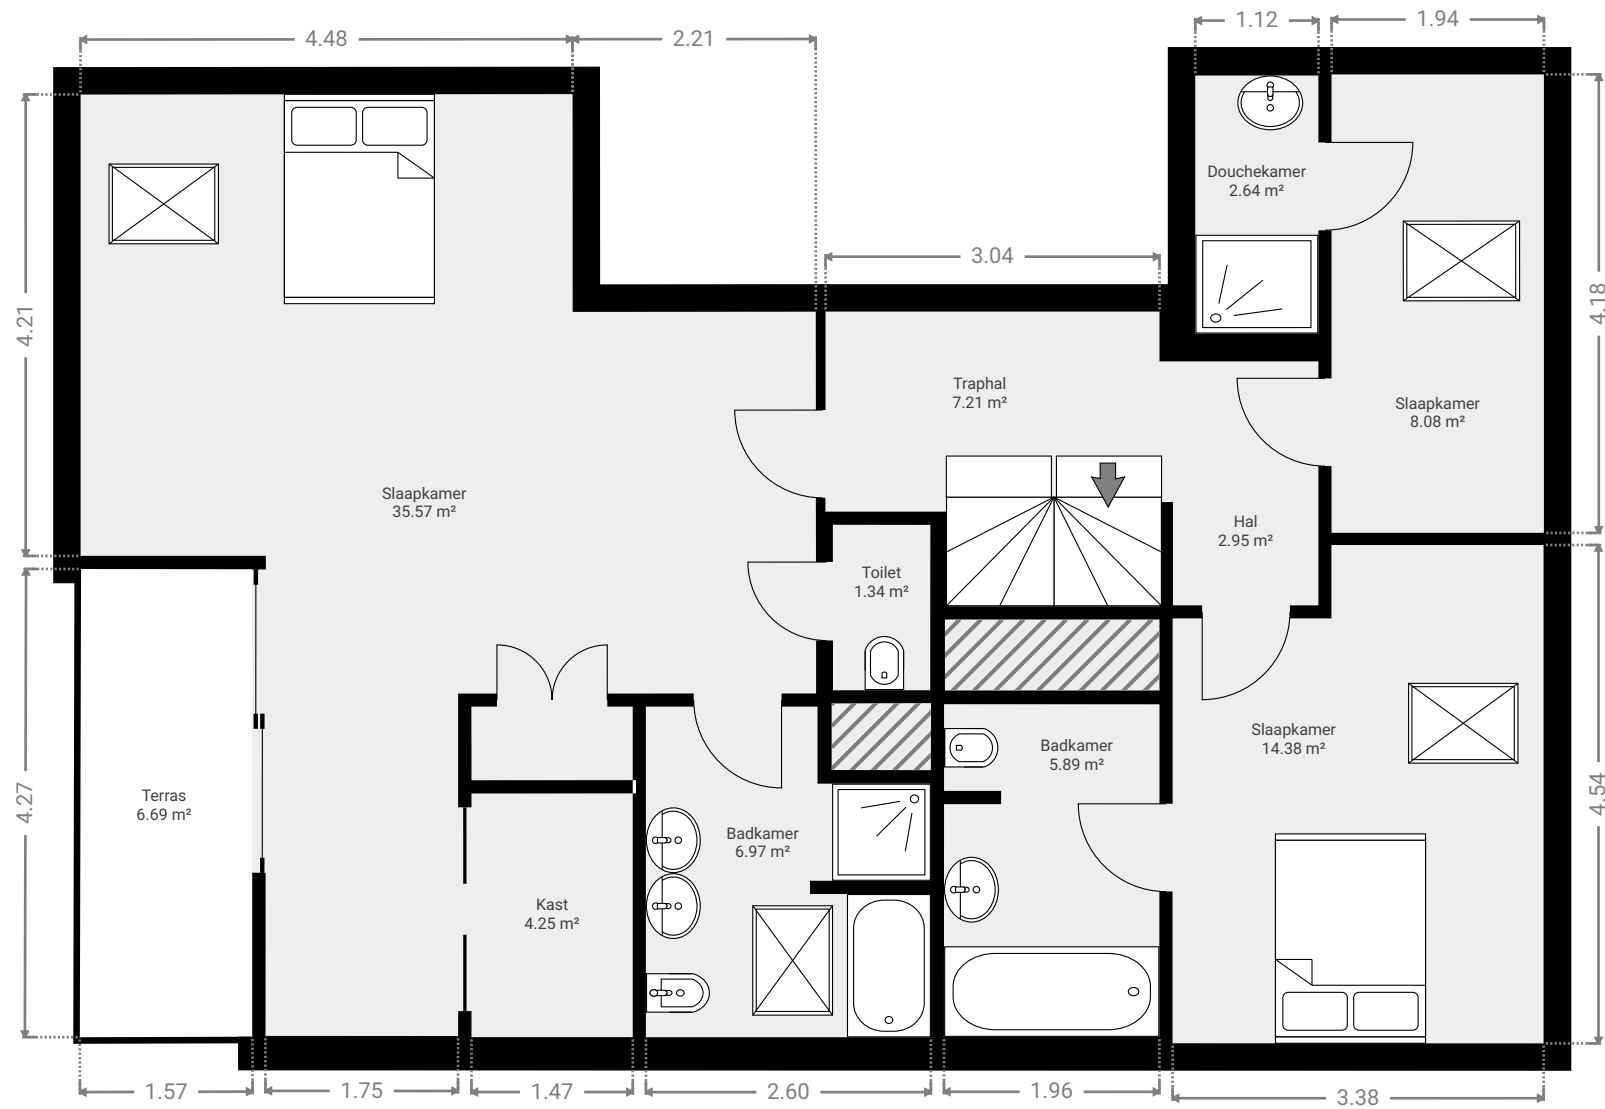 1.12
1.94
4.48
2.21
Douchekamer
2.64 m²
3.04
4.21
4.18
Traphal
7.21 m²
Slaapkamer
8.08 m²
Slaapkamer
35.57 m²
Hal
2.95 m²
Toilet
1.34 m²
Slaapkamer
14.38 m²
Badkamer
5.89 m²
4.27
4.54
Terras
6.69 m²
Badkamer
6.97 m²
Kast
4.25 m²
1.57
1.75
1.47
2.60
1.96
3.38